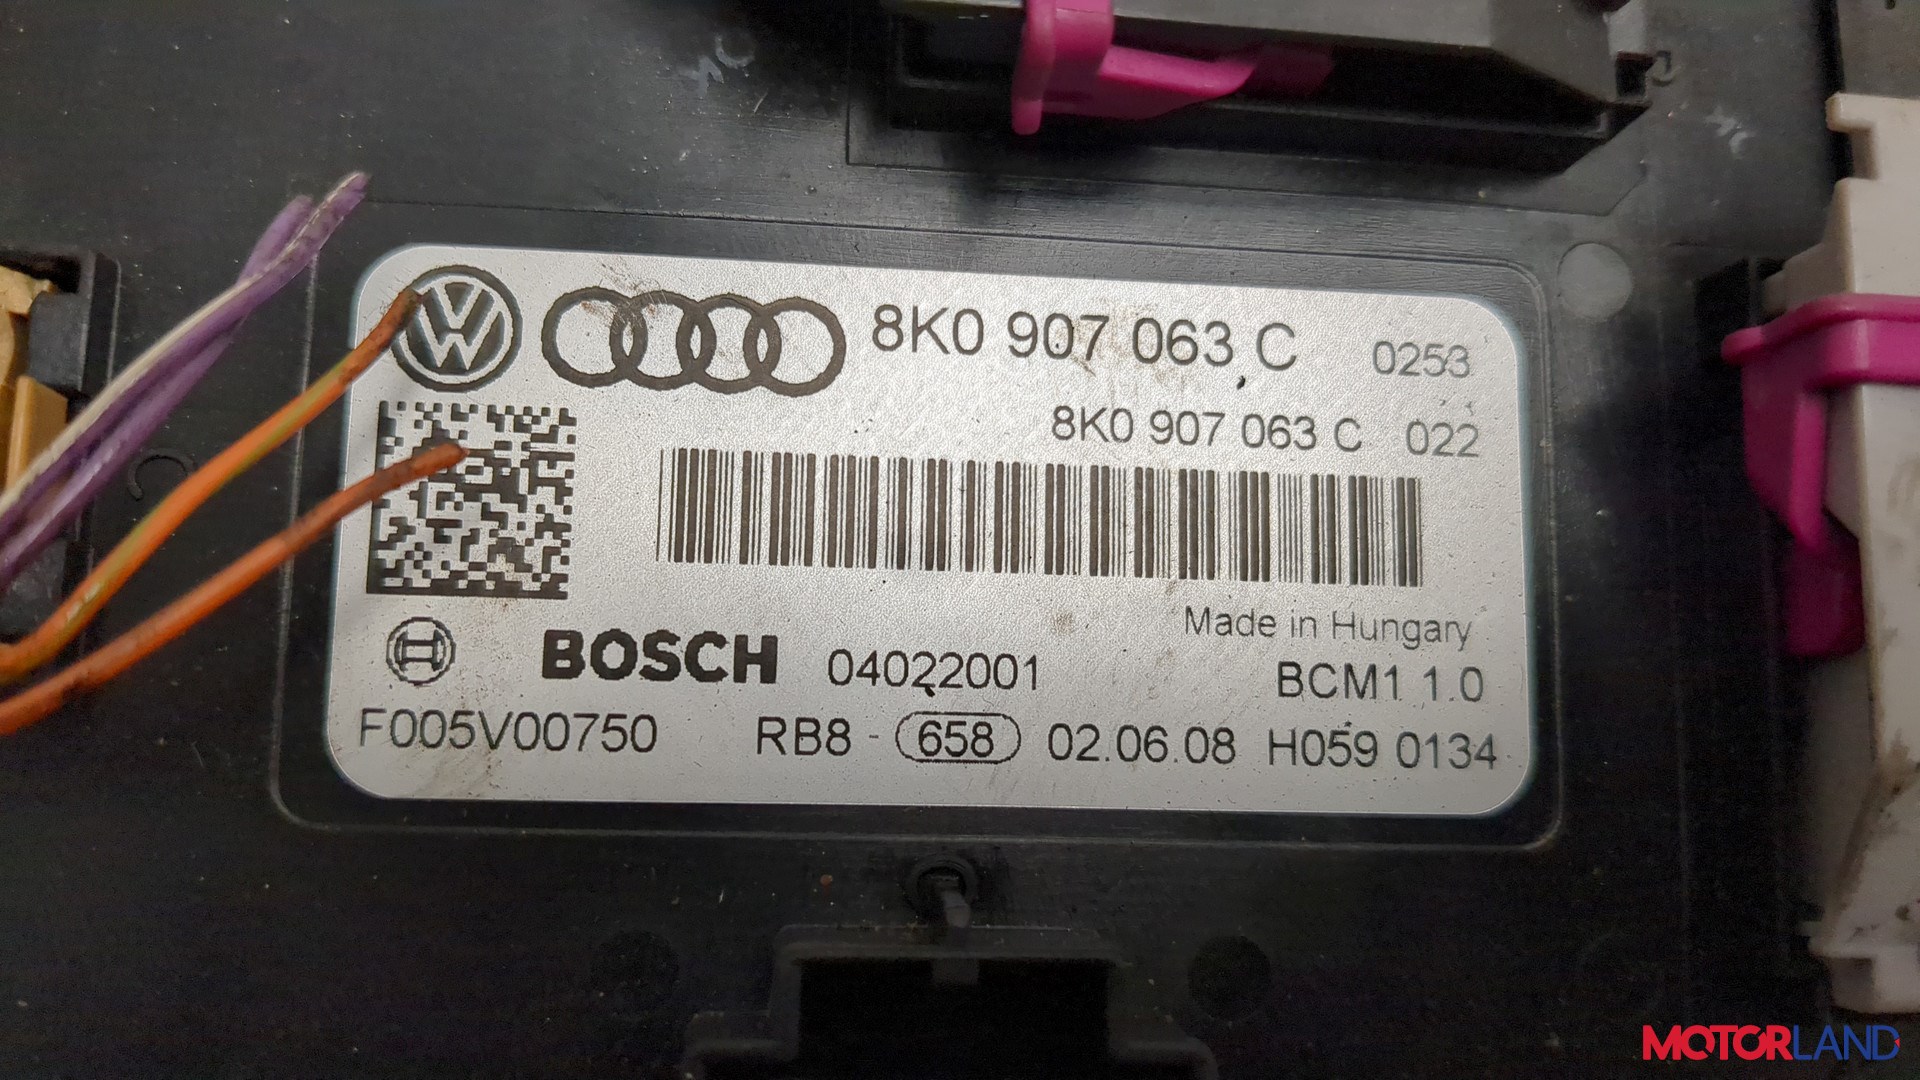 8K0 907 063 C 0253
8K0 907 063 C 022
Made in Hungary
BOSCH 04022001 BCM1 1.0
F005V00750 RB8 - 658 02.06.08 H059 0134
MOTORLAND